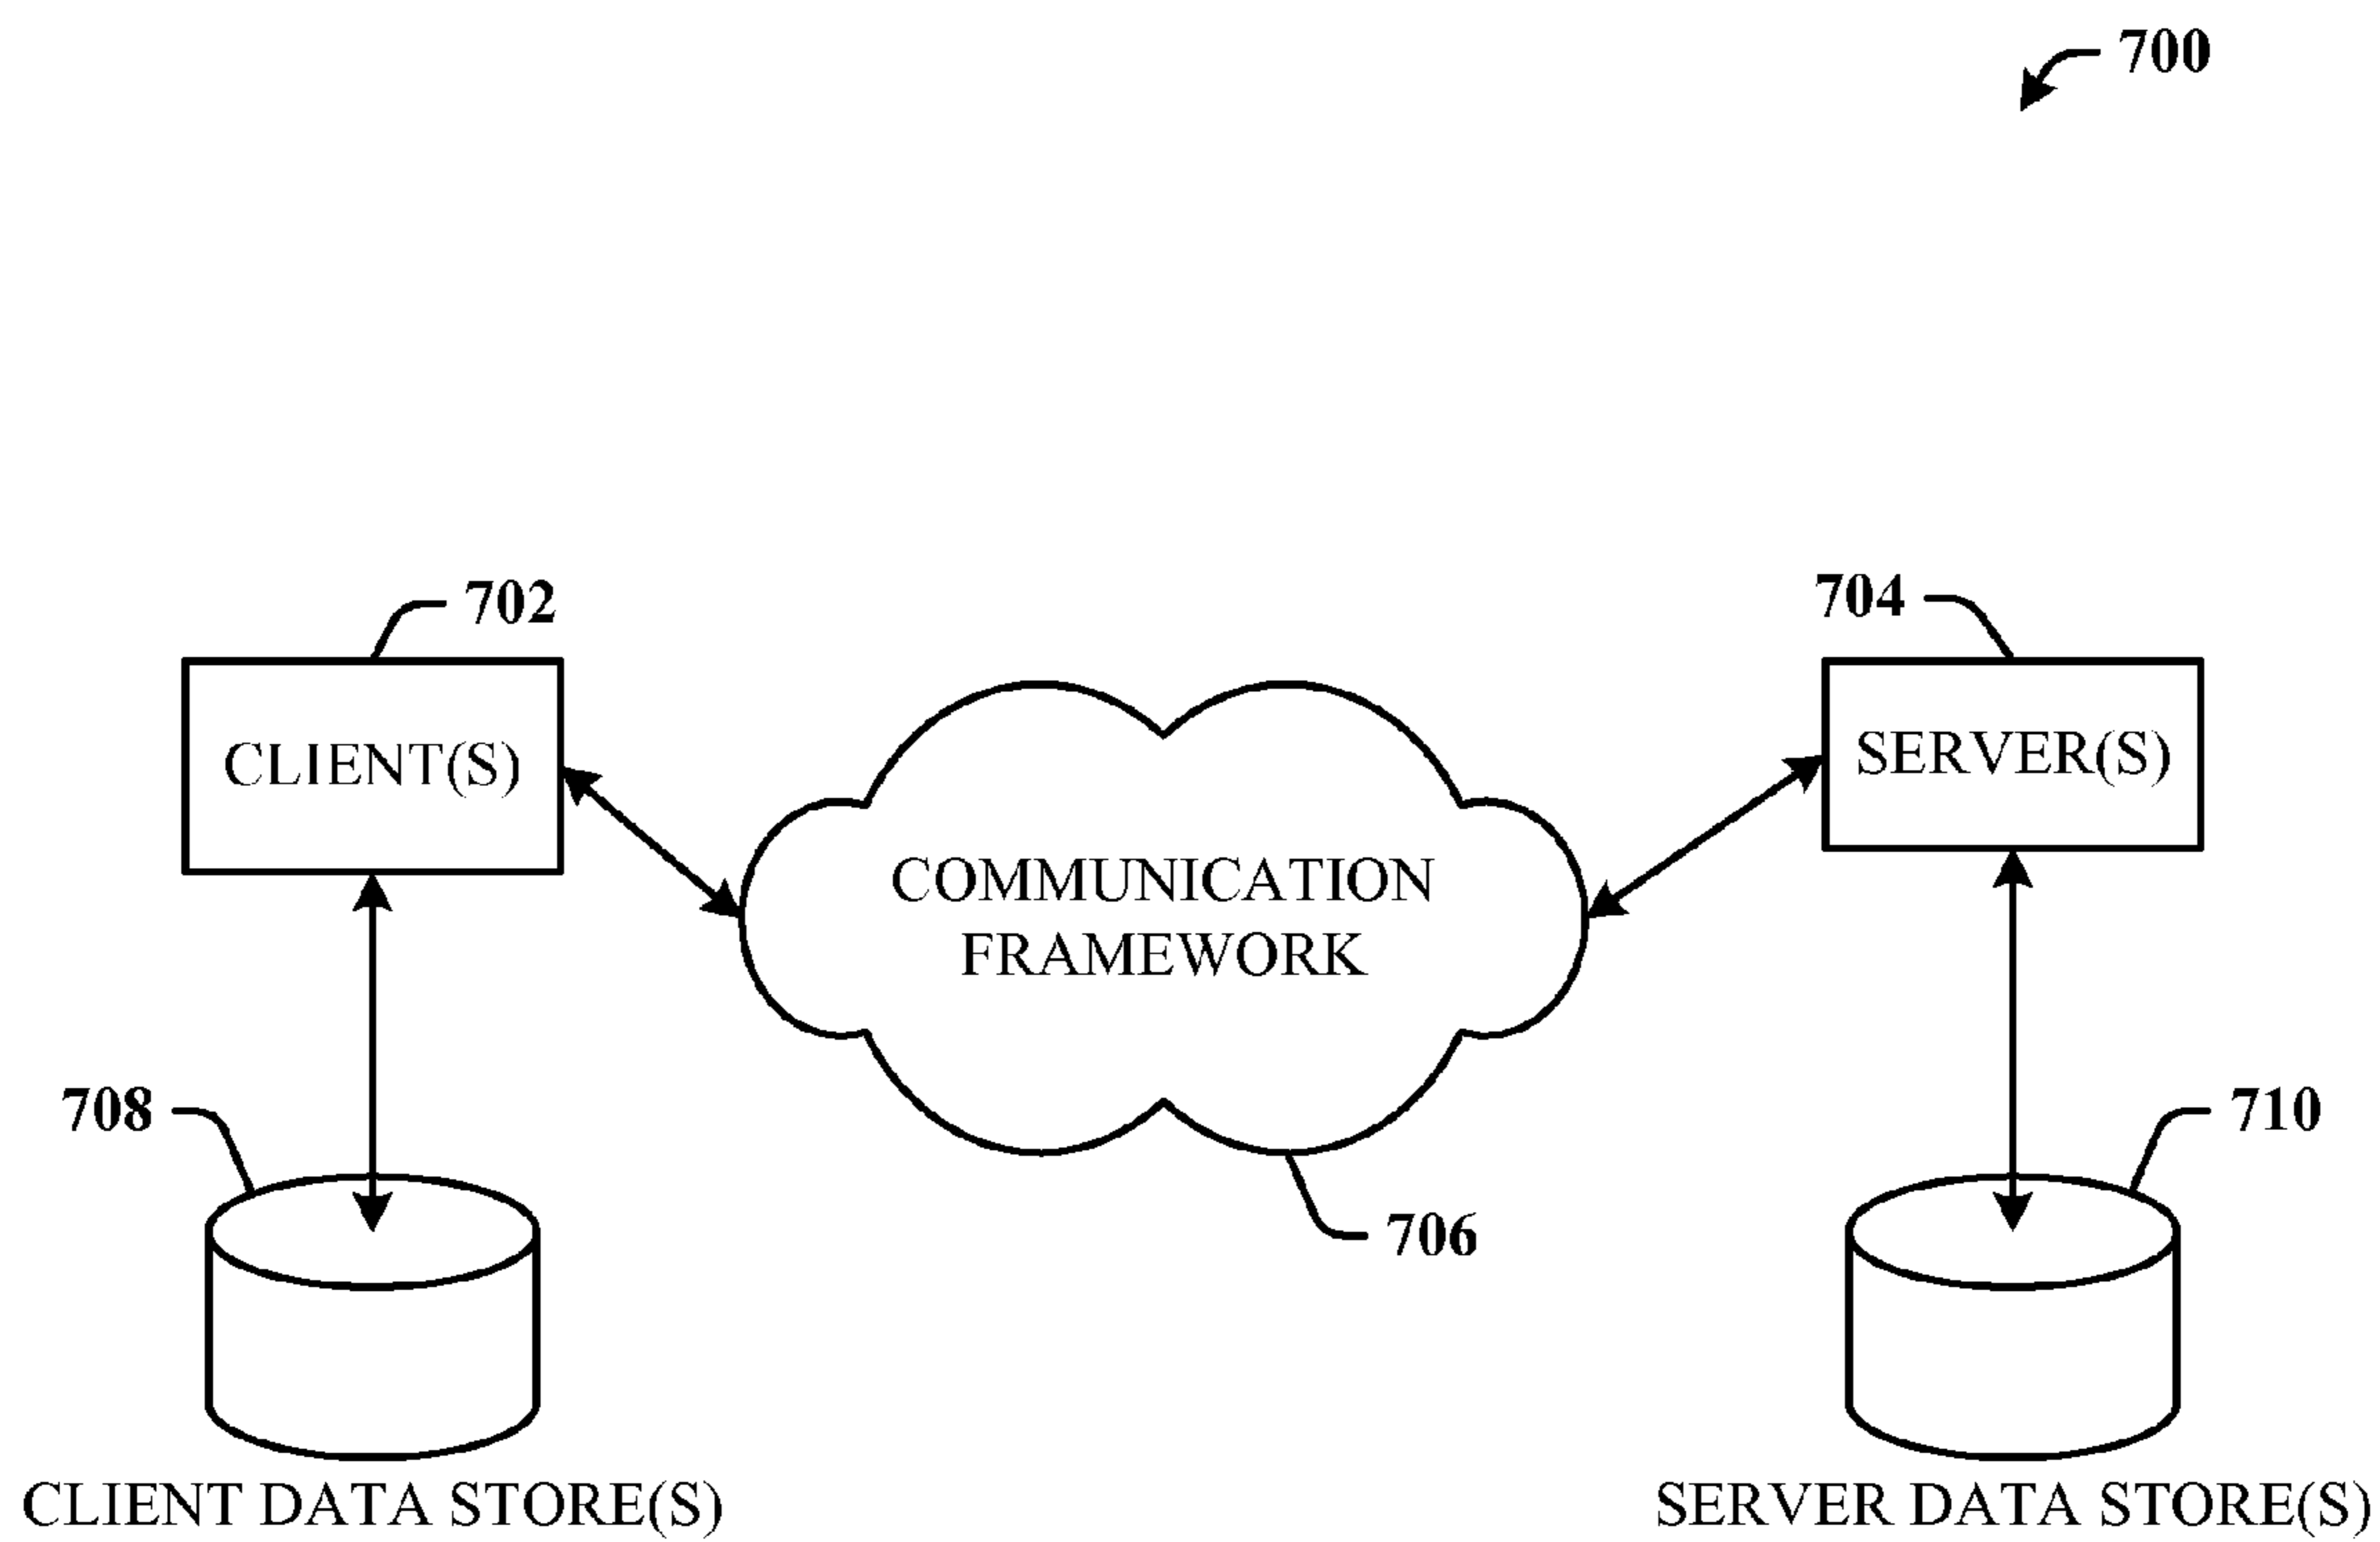 700
702
704
CLIENT(S)
SERVER(S)
COMMUNICATION
FRAMEWORK
708
710
706
CLIENT DATA STORE(S)
SERVER DATA STORE(S)